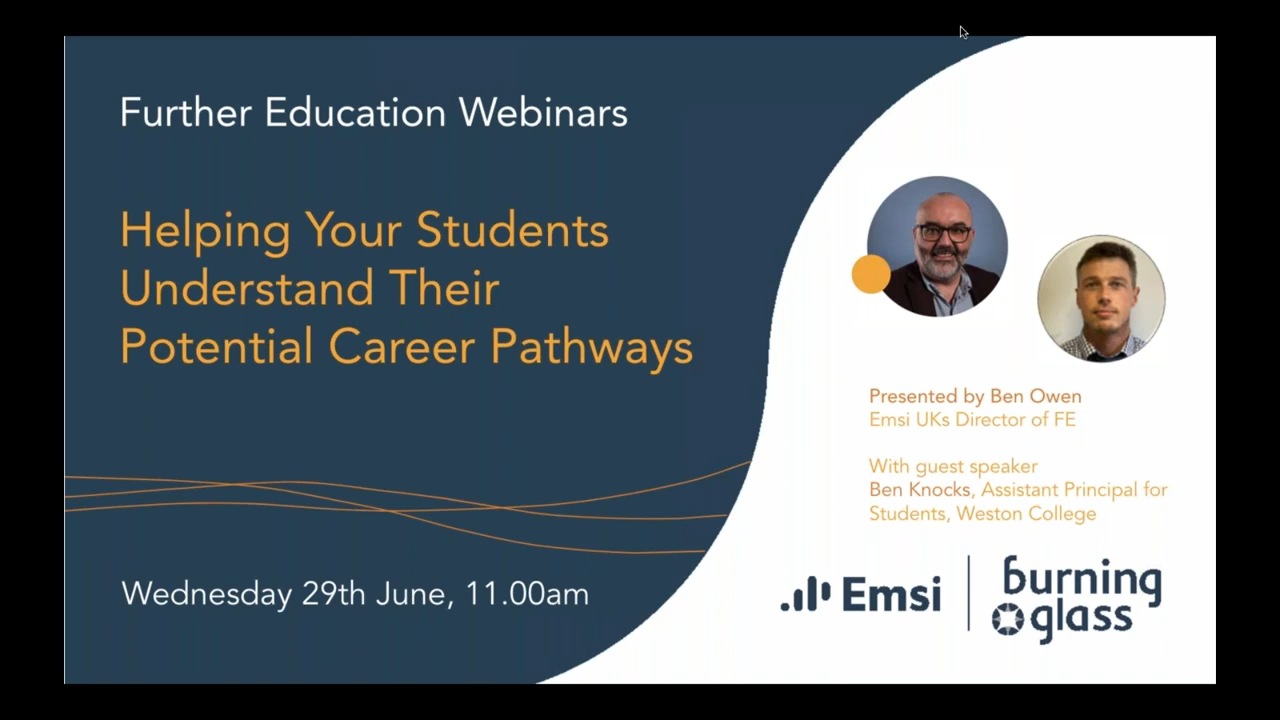 Further Education Webinars
Helping Your Students
Understand Their
Potential Career Pathways
Wednesday 29th June, 11.00am
Presented by Ben Owen
Emsi UKs Director of FE
With guest speaker
Ben Knocks, Assistant Principal for
Students, Weston College
Emsi
burning
glass